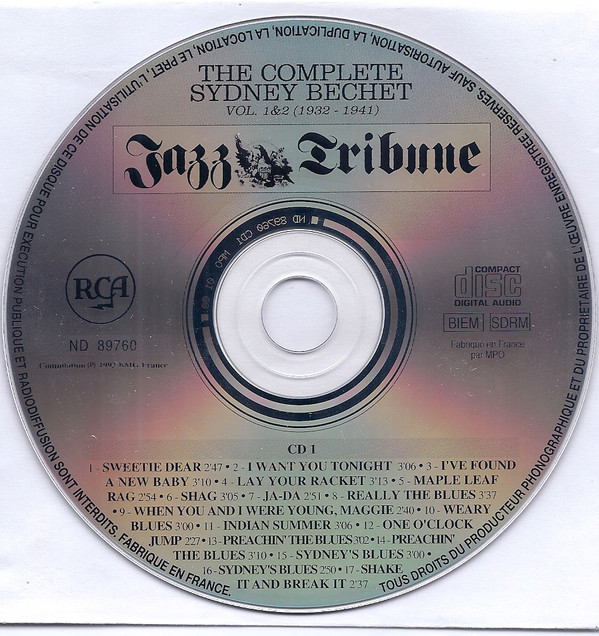 THE COMPLETE
SYDNEY BECHET
VOL. 1&2 (1932 - 1941)
Jazz Tribune
RCA
ND 89760
Compilation (P) 1992 BMG France
COMPACT
disc
DIGITAL AUDIO
BIEM SDRM
Fabriqué en France
par MPO
ND 89760 CD1 MPO
CD 1
1 - SWEETIE DEAR 2'47 • 2 - I WANT YOU TONIGHT 3'06 • 3 - I'VE FOUND
A NEW BABY 3'10 • 4 - LAY YOUR RACKET 3'13 • 5 - MAPLE LEAF
RAG 2'54 • 6 - SHAG 3'05 • 7 - JA-DA 2'51 • 8 - REALLY THE BLUES 3'37
• 9 - WHEN YOU AND I WERE YOUNG, MAGGIE 2'40 • 10 - WEARY
BLUES 3'00 • 11 - INDIAN SUMMER 3'06 • 12 - ONE O'CLOCK
JUMP 2'27 • 13 - PREACHIN' THE BLUES 3'02 • 14 - PREACHIN'
THE BLUES 3'10 • 15 - SYDNEY'S BLUES 3'00 •
16 - SYDNEY'S BLUES 2'50 • 17 - SHAKE
IT AND BREAK IT 2'37
TOUS DROITS DU PRODUCTEUR PHONOGRAPHIQUE ET DU PROPRIETAIRE DE L'ŒUVRE ENREGISTREE RESERVES. SAUF AUTORISATION, LA DUPLICATION, LA LOCATION, LE PRET, L'UTILISATION DE CE DISQUE POUR EXECUTION PUBLIQUE ET RADIODIFFUSION SONT INTERDITS. FABRIQUE EN FRANCE.